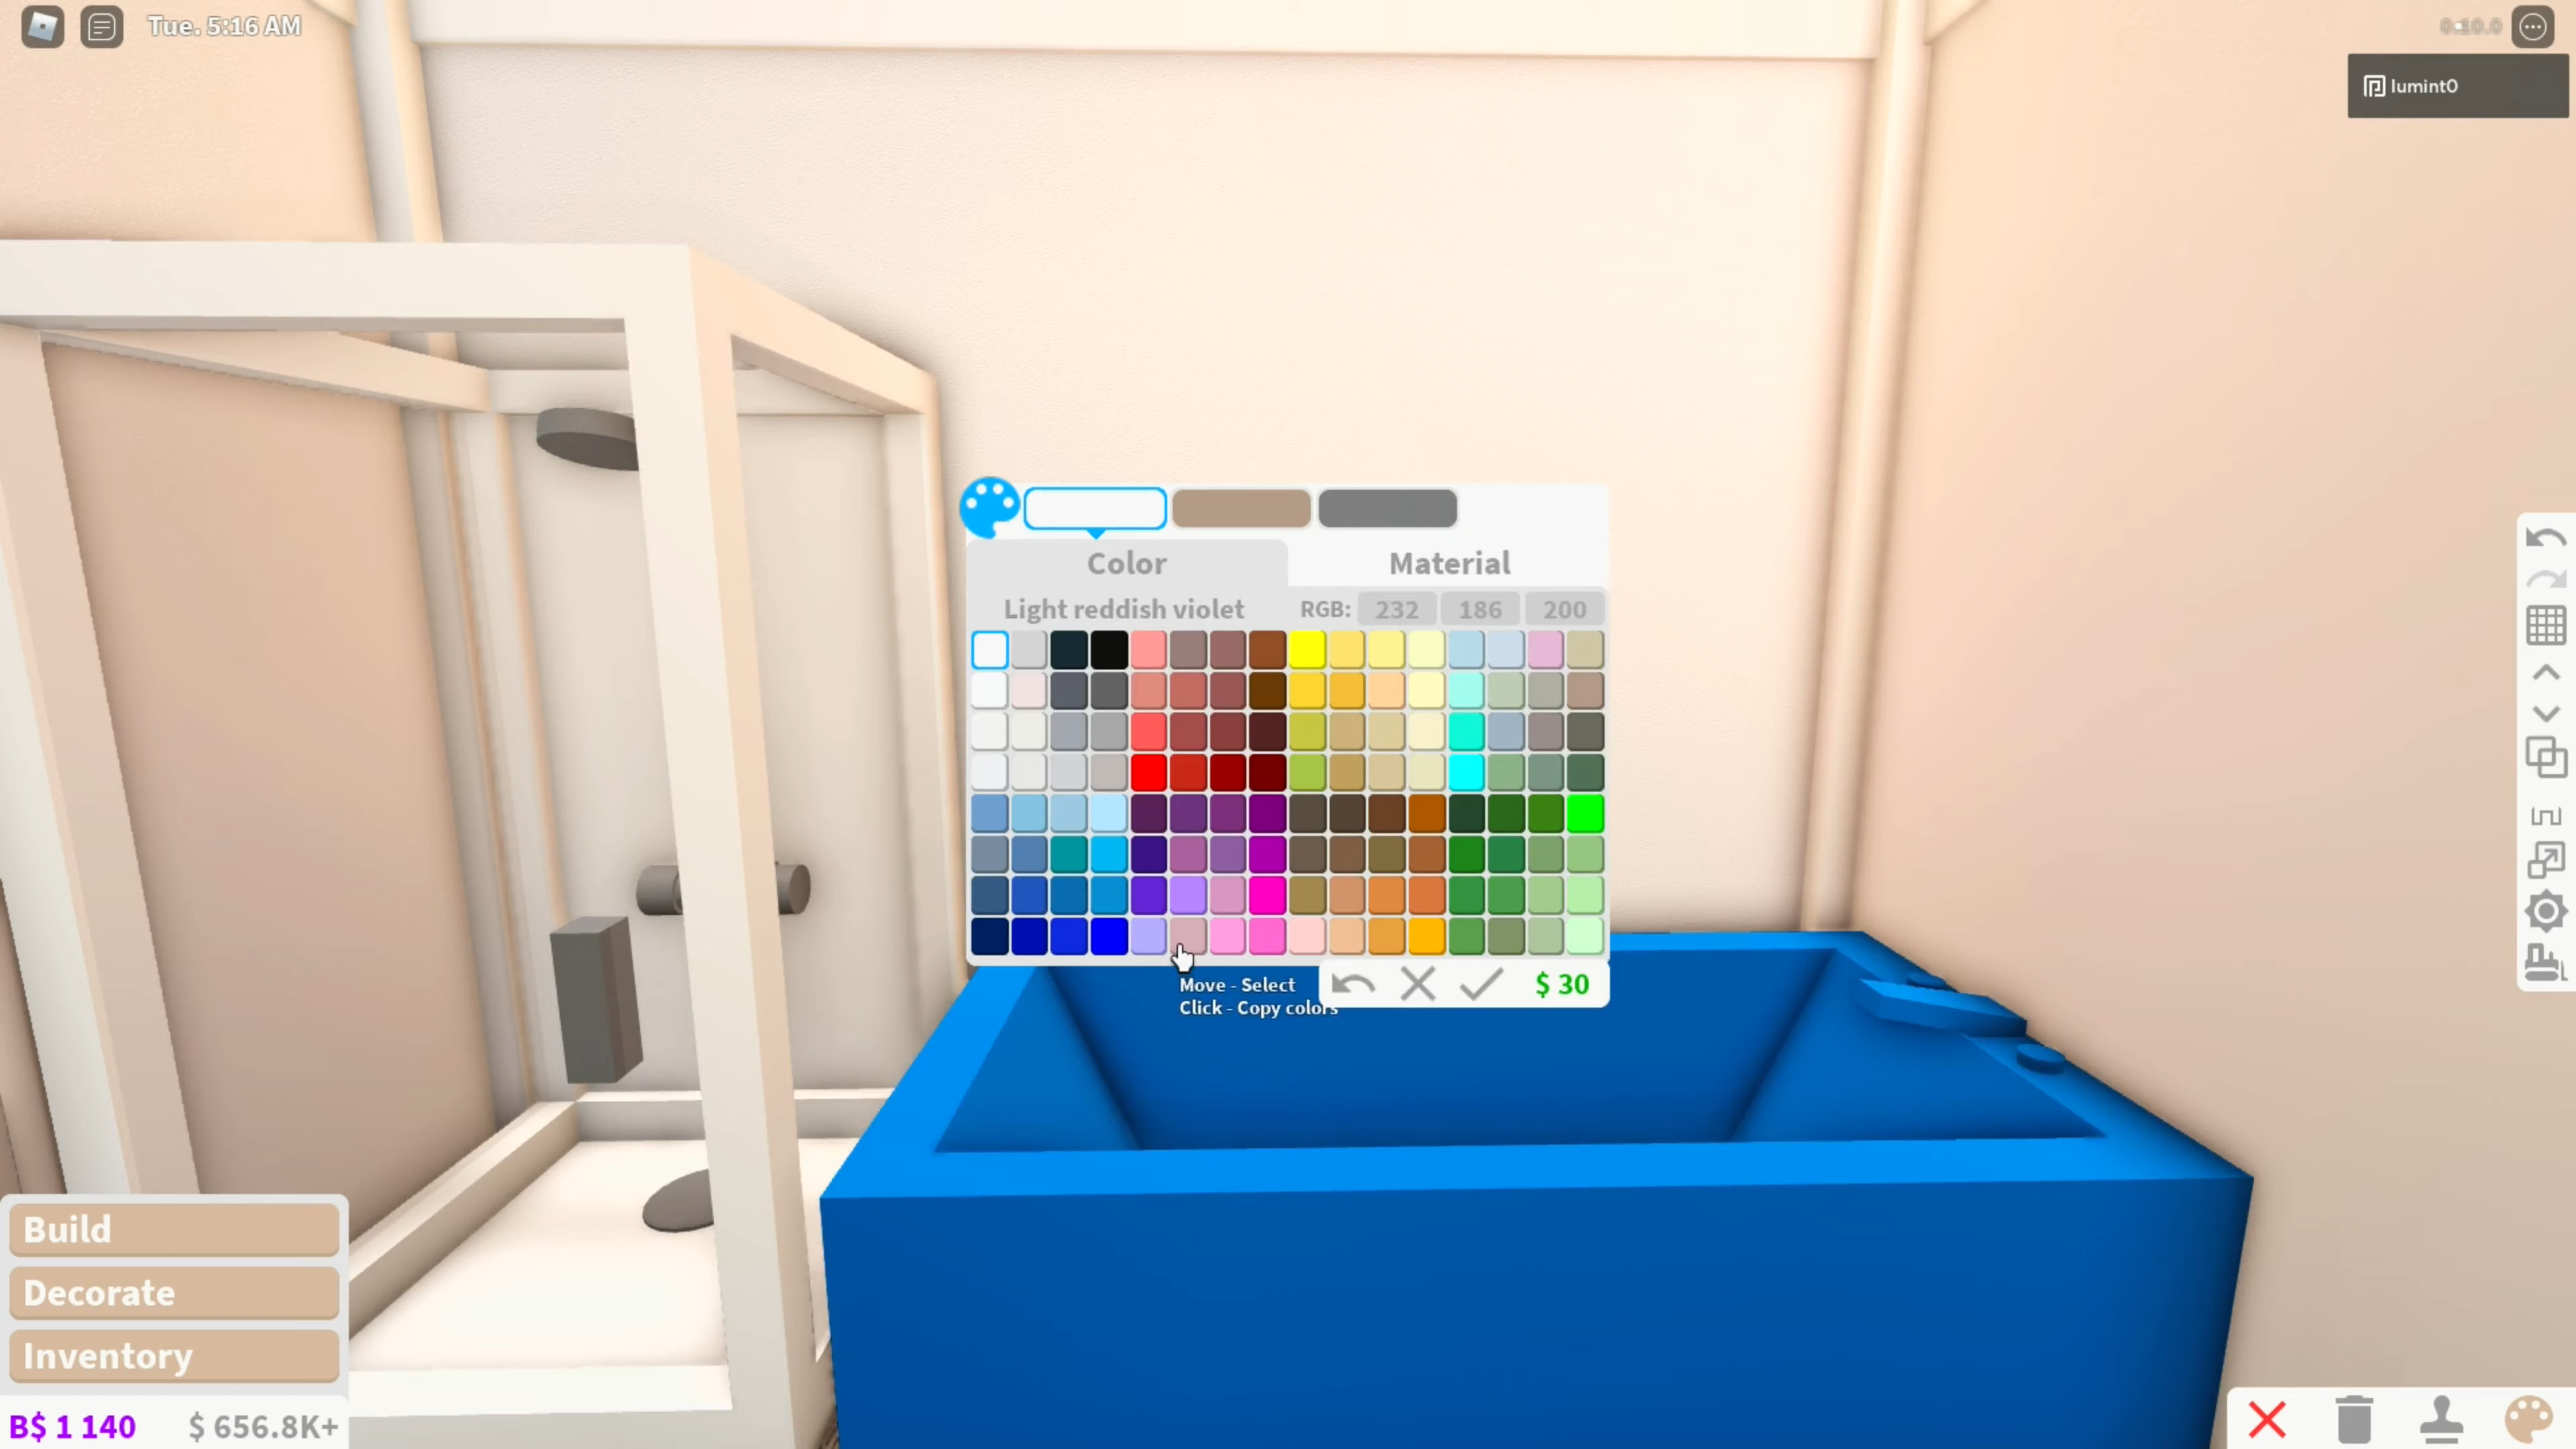 Tue. 5:16 AM
lumint0
Color
Material
Light reddish violet
RGB: 232 186 200
Move - Select
Click - Copy colors
$ 30
Build
Decorate
Inventory
B$ 1 140
$ 656.8K+